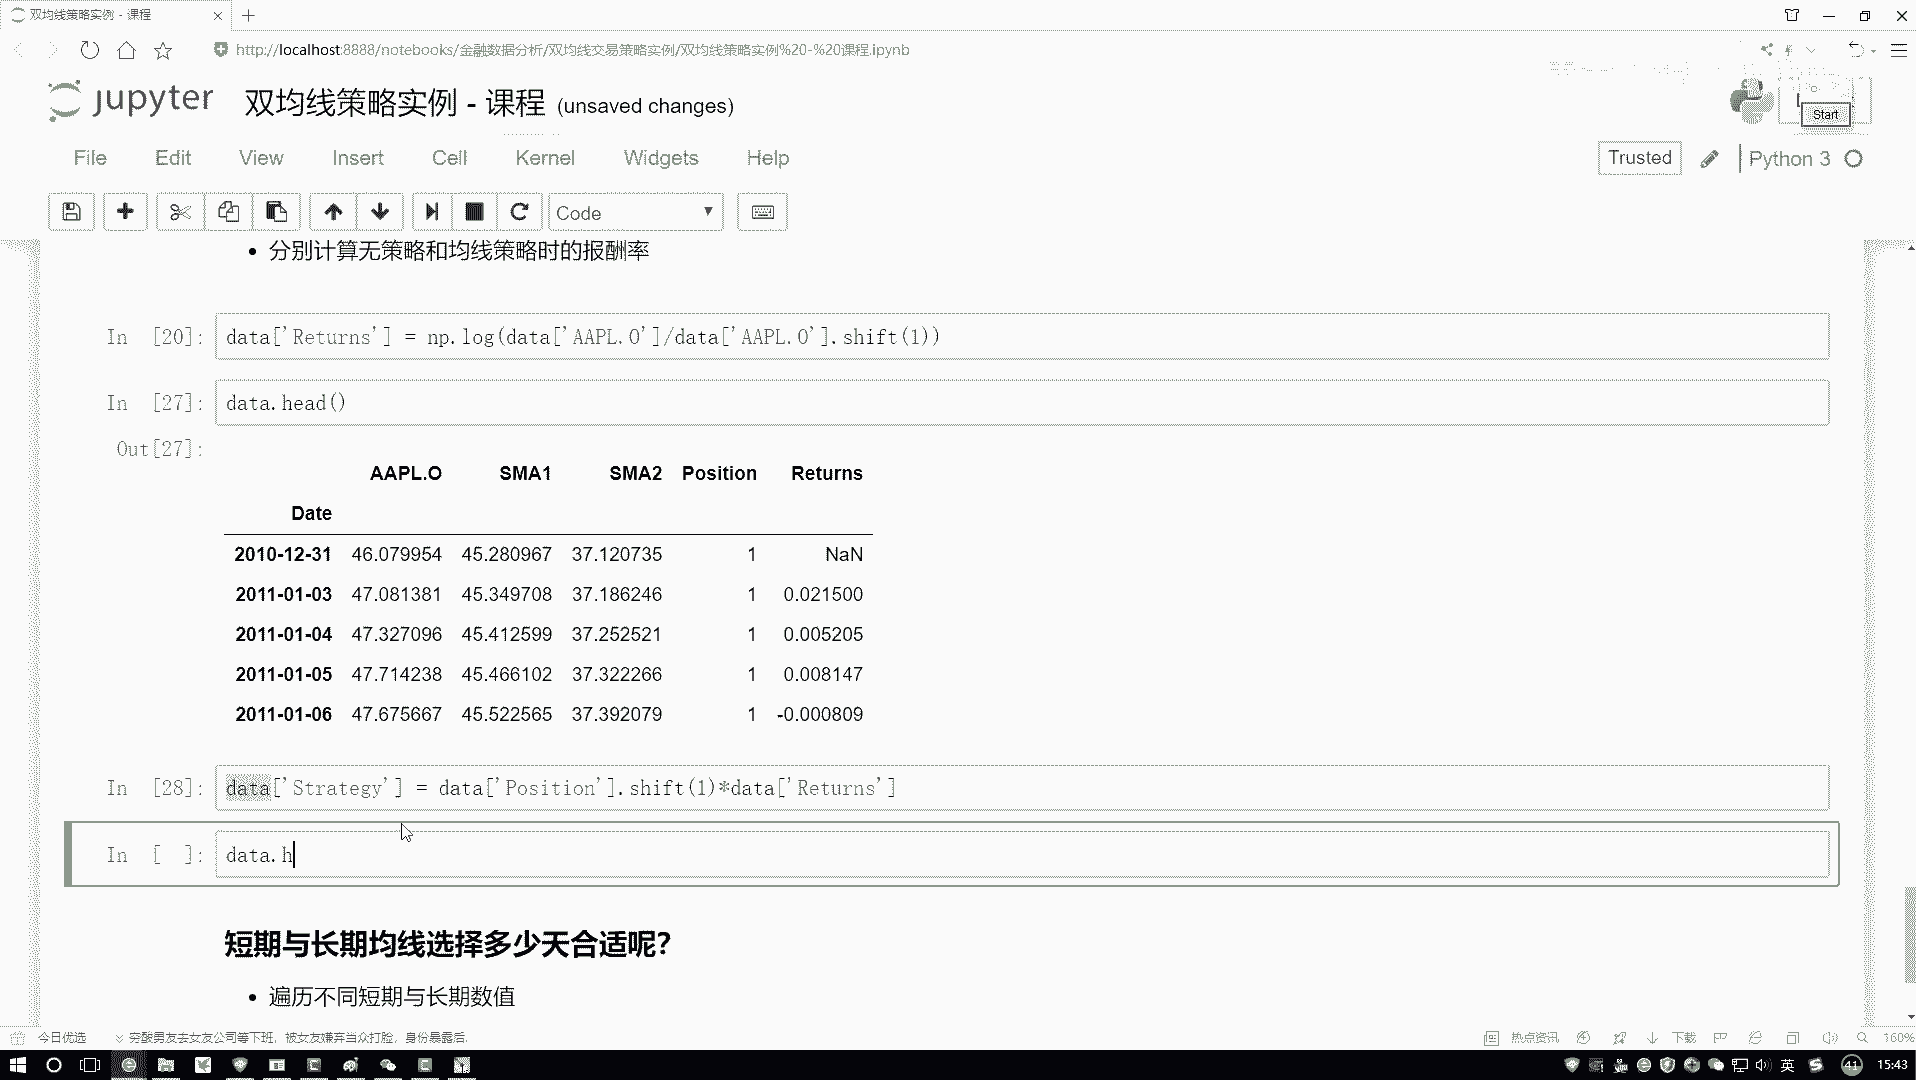 双均线策略实例 - 课程
http://localhost:8888/notebooks/金融数据分析/双均线交易策略实例/双均线策略实例%20-%20课程.ipynb
jupyter 双均线策略实例 - 课程 (unsaved changes)
Start
File Edit View Insert Cell Kernel Widgets Help
Trusted Python 3
Code
分别计算无策略和均线策略时的报酬率
In [20]: data['Returns'] = np.log(data['AAPL.O']/data['AAPL.O'].shift(1))
In [27]: data.head()
Out[27]:
AAPL.O SMA1 SMA2 Position Returns
Date
2010-12-31 46.079954 45.280967 37.120735 1 NaN
2011-01-03 47.081381 45.349708 37.186246 1 0.021500
2011-01-04 47.327096 45.412599 37.252521 1 0.005205
2011-01-05 47.714238 45.466102 37.322266 1 0.008147
2011-01-06 47.675667 45.522565 37.392079 1 -0.000809
In [28]: data['Strategy'] = data['Position'].shift(1)*data['Returns']
In [ ]: data.h
短期与长期均线选择多少天合适呢?
遍历不同短期与长期数值
今日优选 穷酸男友去女友公司等下班，被女友嫌弃当众打脸，身份暴露后. 热点资讯 下载 160%
英 41 15:43